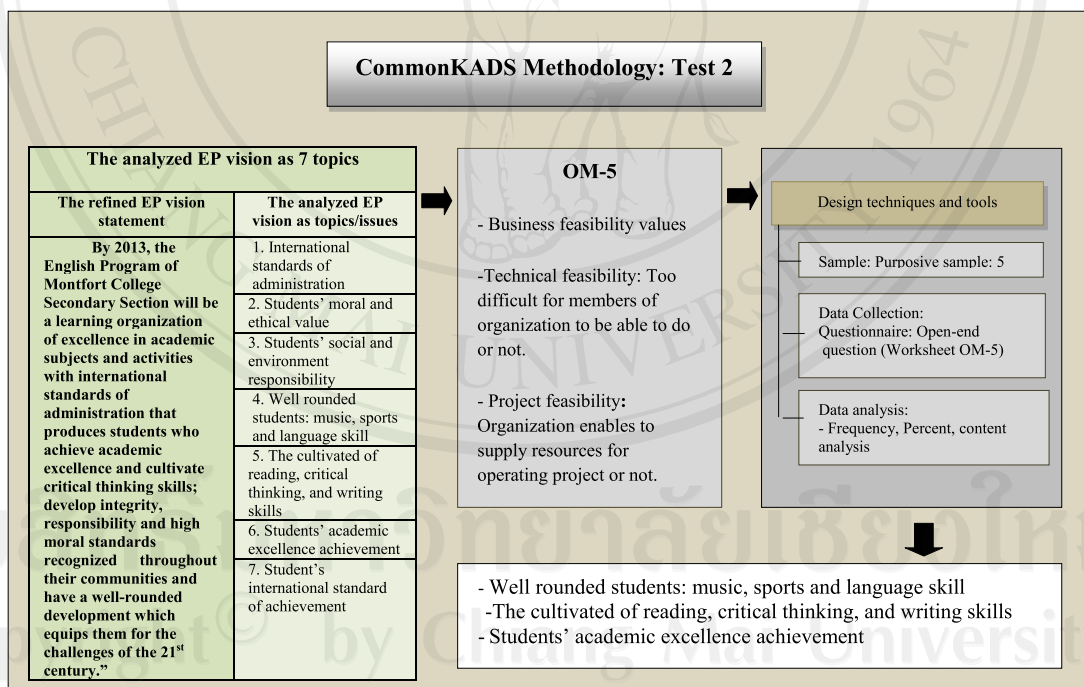 CommonKADS Methodology: Test 2
The analyzed EP vision as 7 topics
The refined EP vision
statement
By 2013, the
English Program of
Montfort College
Secondary Section will be
a learning organization
of excellence in academic
subjects and activities
with international
standards of
administration that
produces students who
achieve academic
excellence and cultivate
critical thinking skills;
develop integrity,
responsibility and high
moral standards
recognized throughout
their communities and
have a well-rounded
development which
equips them for the
challenges of the 21st
century.”
The analyzed EP
vision as topics/issues
1. International
standards of
administration
2. Students’ moral and
ethical value
3. Students’ social and
environment
responsibility
4. Well rounded
students: music, sports
and language skill
5. The cultivated of
reading, critical
thinking, and writing
skills
6. Students’ academic
excellence achievement
7. Student’s
international standard
of achievement
OM-5
- Business feasibility values
-Technical feasibility: Too
difficult for members of
organization to be able to do
or not.
- Project feasibility:
Organization enables to
supply resources for
operating project or not.
Design techniques and tools
Sample: Purposive sample: 5
Data Collection:
Questionnaire: Open-end
question (Worksheet OM-5)
Data analysis:
- Frequency, Percent, content
analysis
- Well rounded students: music, sports and language skill
-The cultivated of reading, critical thinking, and writing skills
- Students’ academic excellence achievement
CHIANG MAI UNIVERSITY 1964
by Chiang Mai Universit